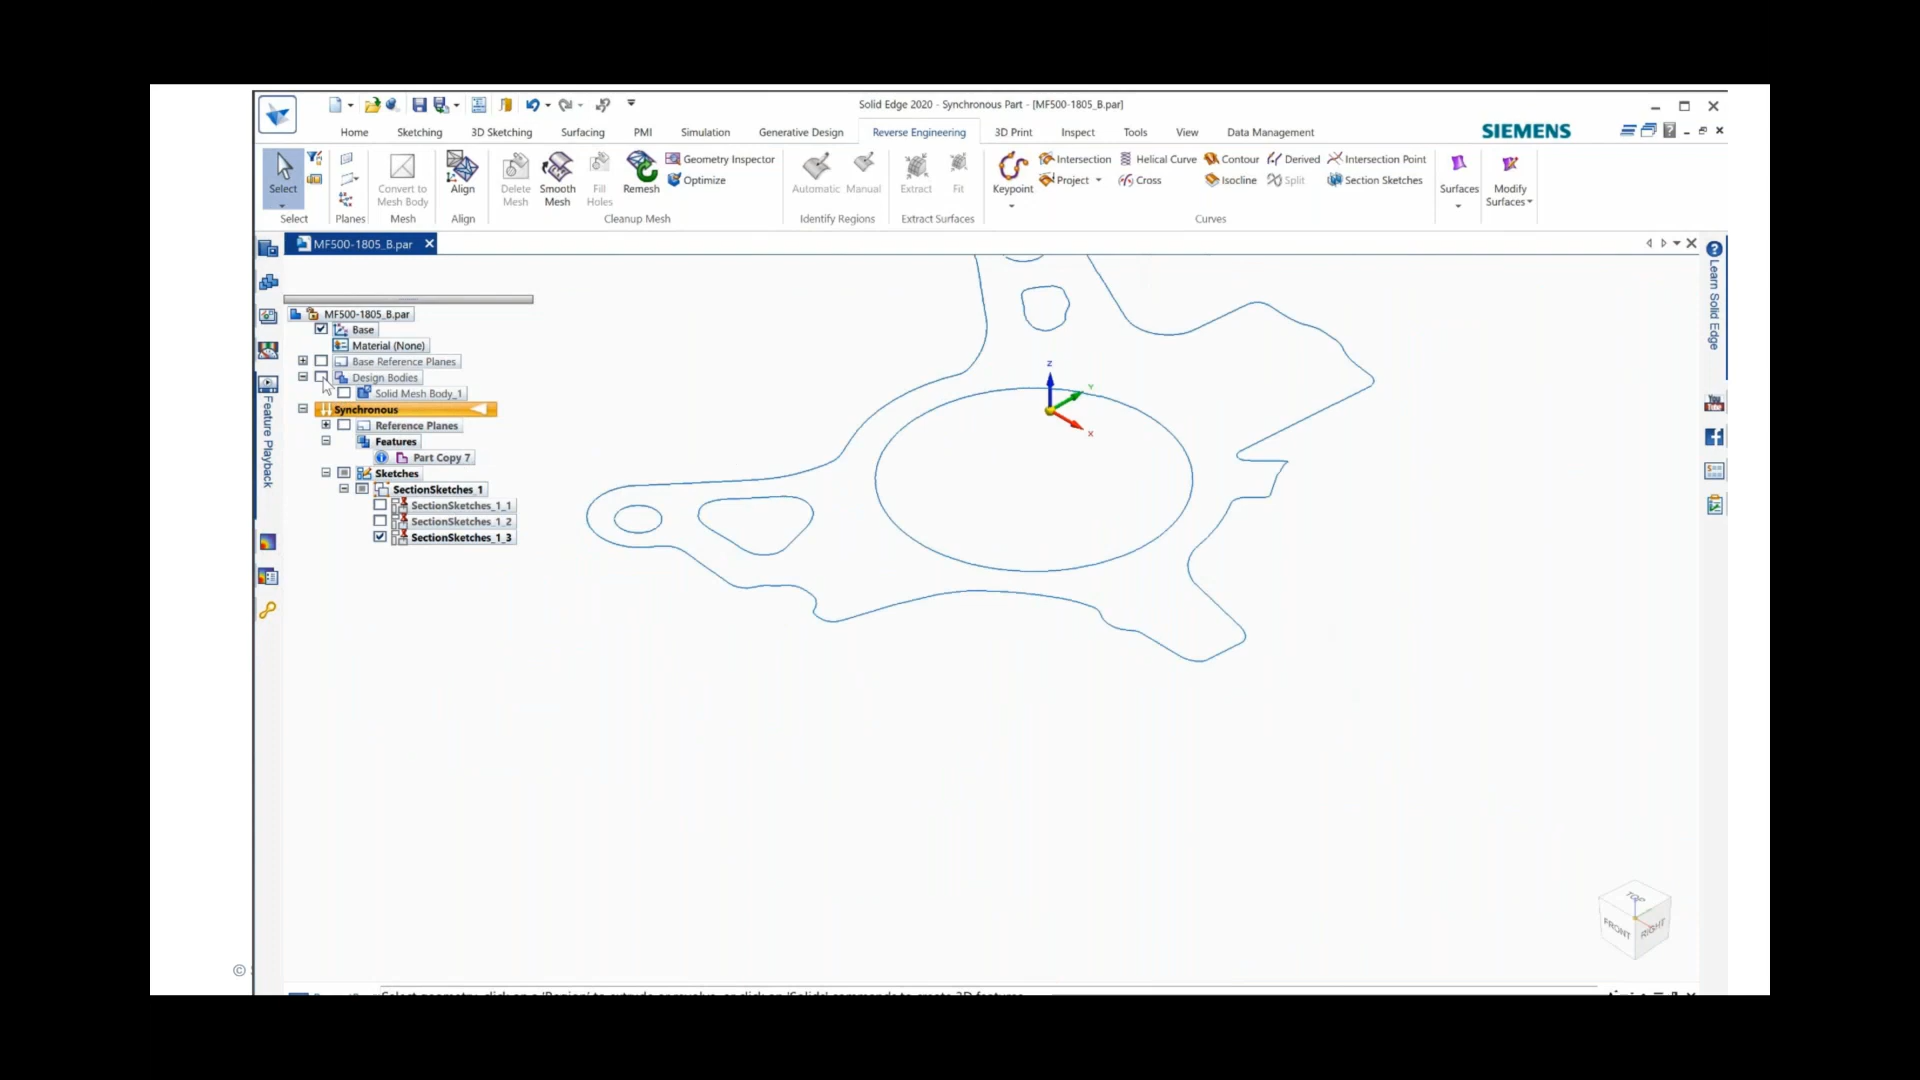 Solid Edge 2020 - Synchronous Part - [MF500-1805_B.par]
Home Sketching 3D Sketching Surfacing PMI Simulation Generative Design Reverse Engineering 3D Print Inspect Tools View Data Management SIEMENS
Geometry Inspector Intersection Helical Curve Contour Derived Intersection Point
Select Convert to Mesh Body Align Delete Mesh Smooth Mesh Fill Holes Remesh Optimize Automatic Manual Extract Fit Keypoint Project Cross Isocline Split Section Sketches Surfaces Modify Surfaces
Select Planes Mesh Align Cleanup Mesh Identify Regions Extract Surfaces Curves
MF500-1805_B.par
Learn Solid Edge
MF500-1805_B.par
Base
Material (None)
Base Reference Planes
Design Bodies
Solid Mesh Body_1
Synchronous
Reference Planes
Features
Part Copy 7
Sketches
SectionSketches_1
SectionSketches_1_1
SectionSketches_1_2
SectionSketches_1_3
Feature Playback
Z
Y
X
You Tube
TOP
FRONT RIGHT
©